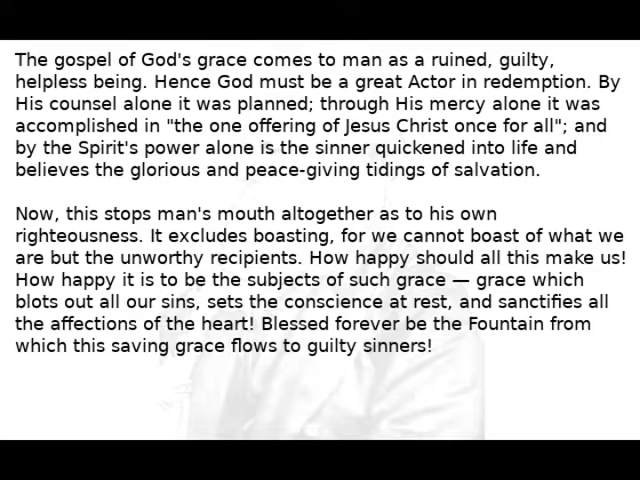 The gospel of God's grace comes to man as a ruined, guilty,
helpless being. Hence God must be a great Actor in redemption. By
His counsel alone it was planned; through His mercy alone it was
accomplished in "the one offering of Jesus Christ once for all"; and
by the Spirit's power alone is the sinner quickened into life and
believes the glorious and peace-giving tidings of salvation.
Now, this stops man's mouth altogether as to his own
righteousness. It excludes boasting, for we cannot boast of what we
are but the unworthy recipients. How happy should all this make us!
How happy it is to be the subjects of such grace — grace which
blots out all our sins, sets the conscience at rest, and sanctifies all
the affections of the heart! Blessed forever be the Fountain from
which this saving grace flows to guilty sinners!